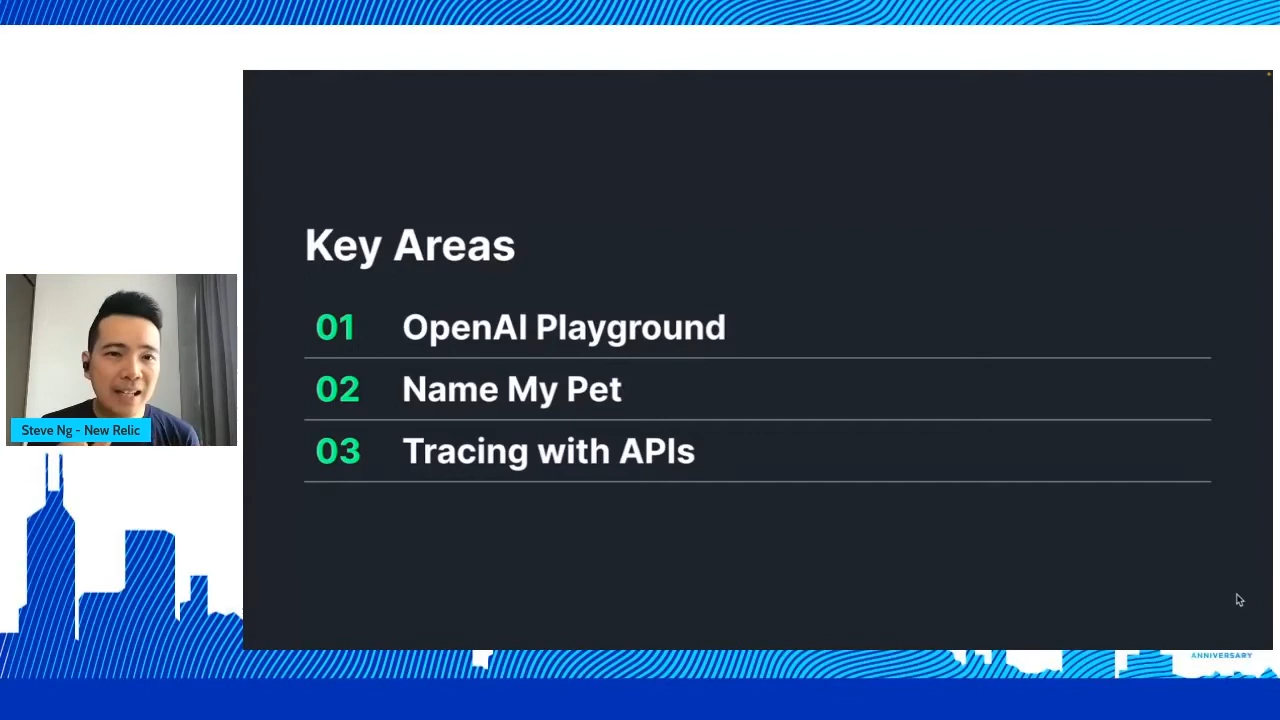 Key Areas
01 OpenAI Playground
02 Name My Pet
03 Tracing with APIs
Steve Ng - New Relic
ANNIVERSARY